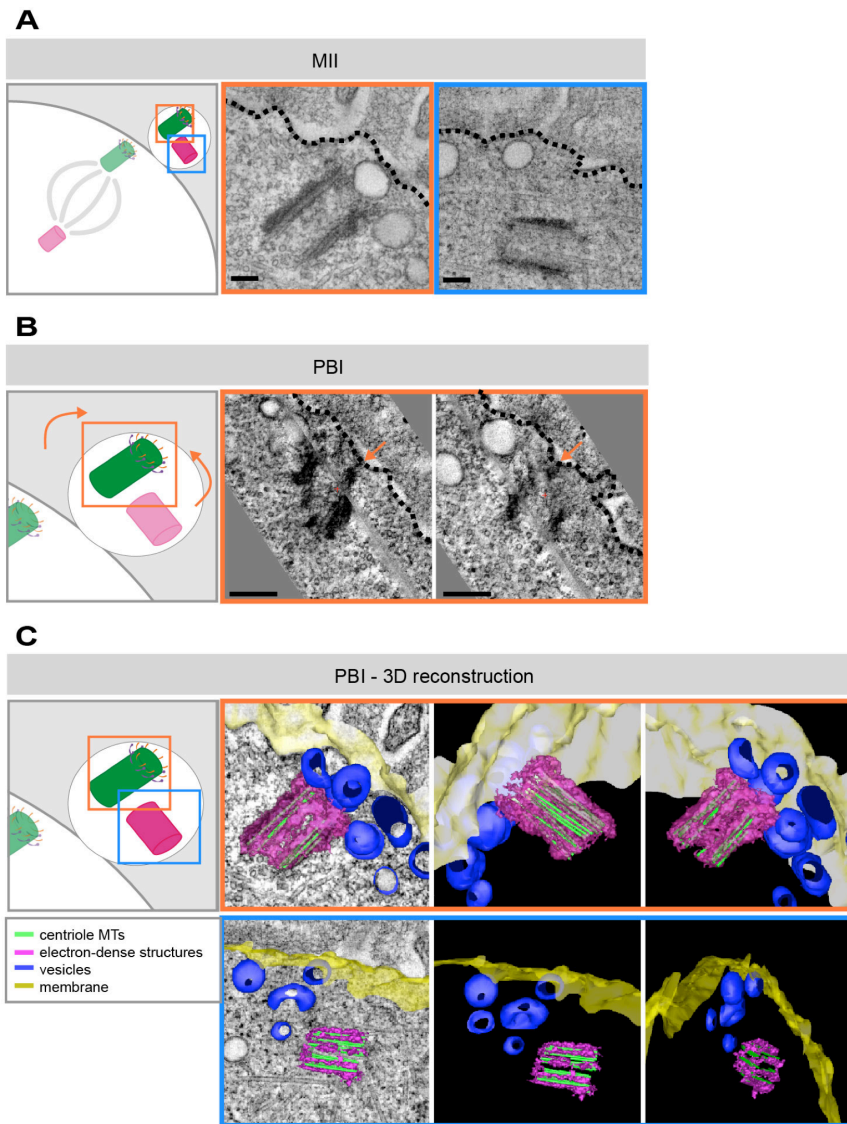 A
MII
B
PBI
C
PBI - 3D reconstruction
centriole MTs
electron-dense structures
vesicles
membrane